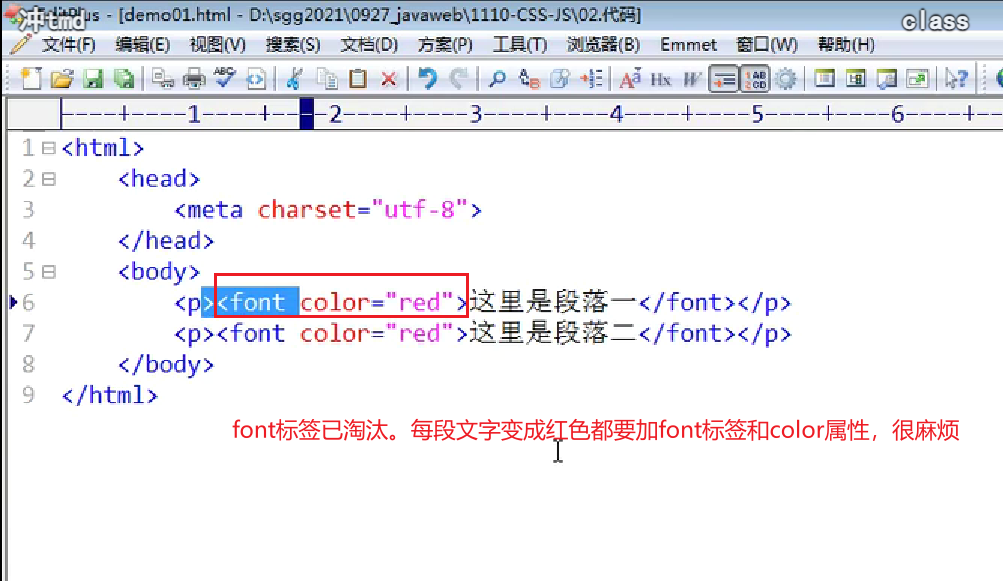 冲tmd
EditPlus - [demo01.html - D:\sgg2021\0927_javaweb\1110-CSS-JS\02.代码]
class
文件(F) 编辑(E) 视图(V) 搜索(S) 文档(D) 方案(P) 工具(T) 浏览器(B) Emmet 窗口(W) 帮助(H)
----+----1----+----2----+----3----+----4----+----5----+----6----+--
1 <html>
2 <head>
3 <meta charset="utf-8">
4 </head>
5 <body>
6 <p><font color="red">这里是段落一</font></p>
7 <p><font color="red">这里是段落二</font></p>
8 </body>
9 </html>
font标签已淘汰。每段文字变成红色都要加font标签和color属性，很麻烦